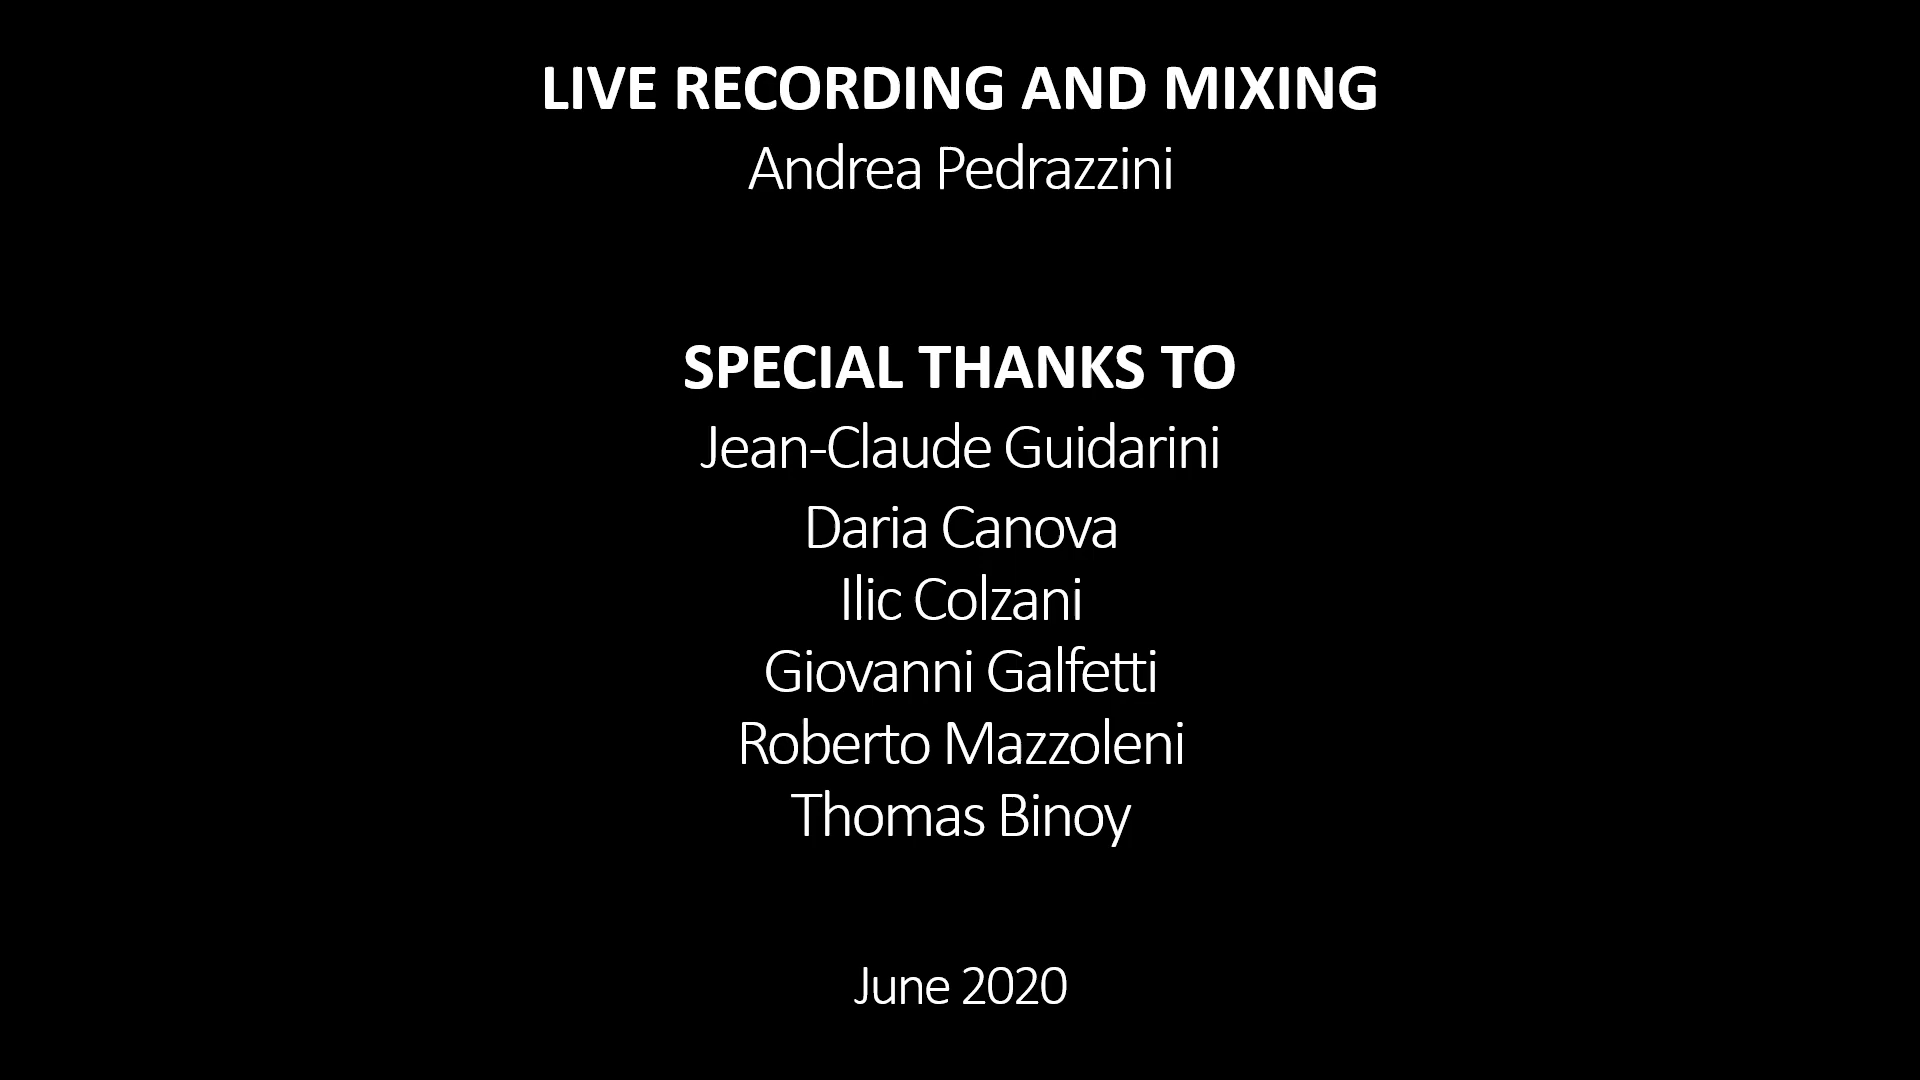 LIVE RECORDING AND MIXING
Andrea Pedrazzini
SPECIAL THANKS TO
Jean-Claude Guidarini
Daria Canova
Ilic Colzani
Giovanni Galfetti
Roberto Mazzoleni
Thomas Binoy
June 2020